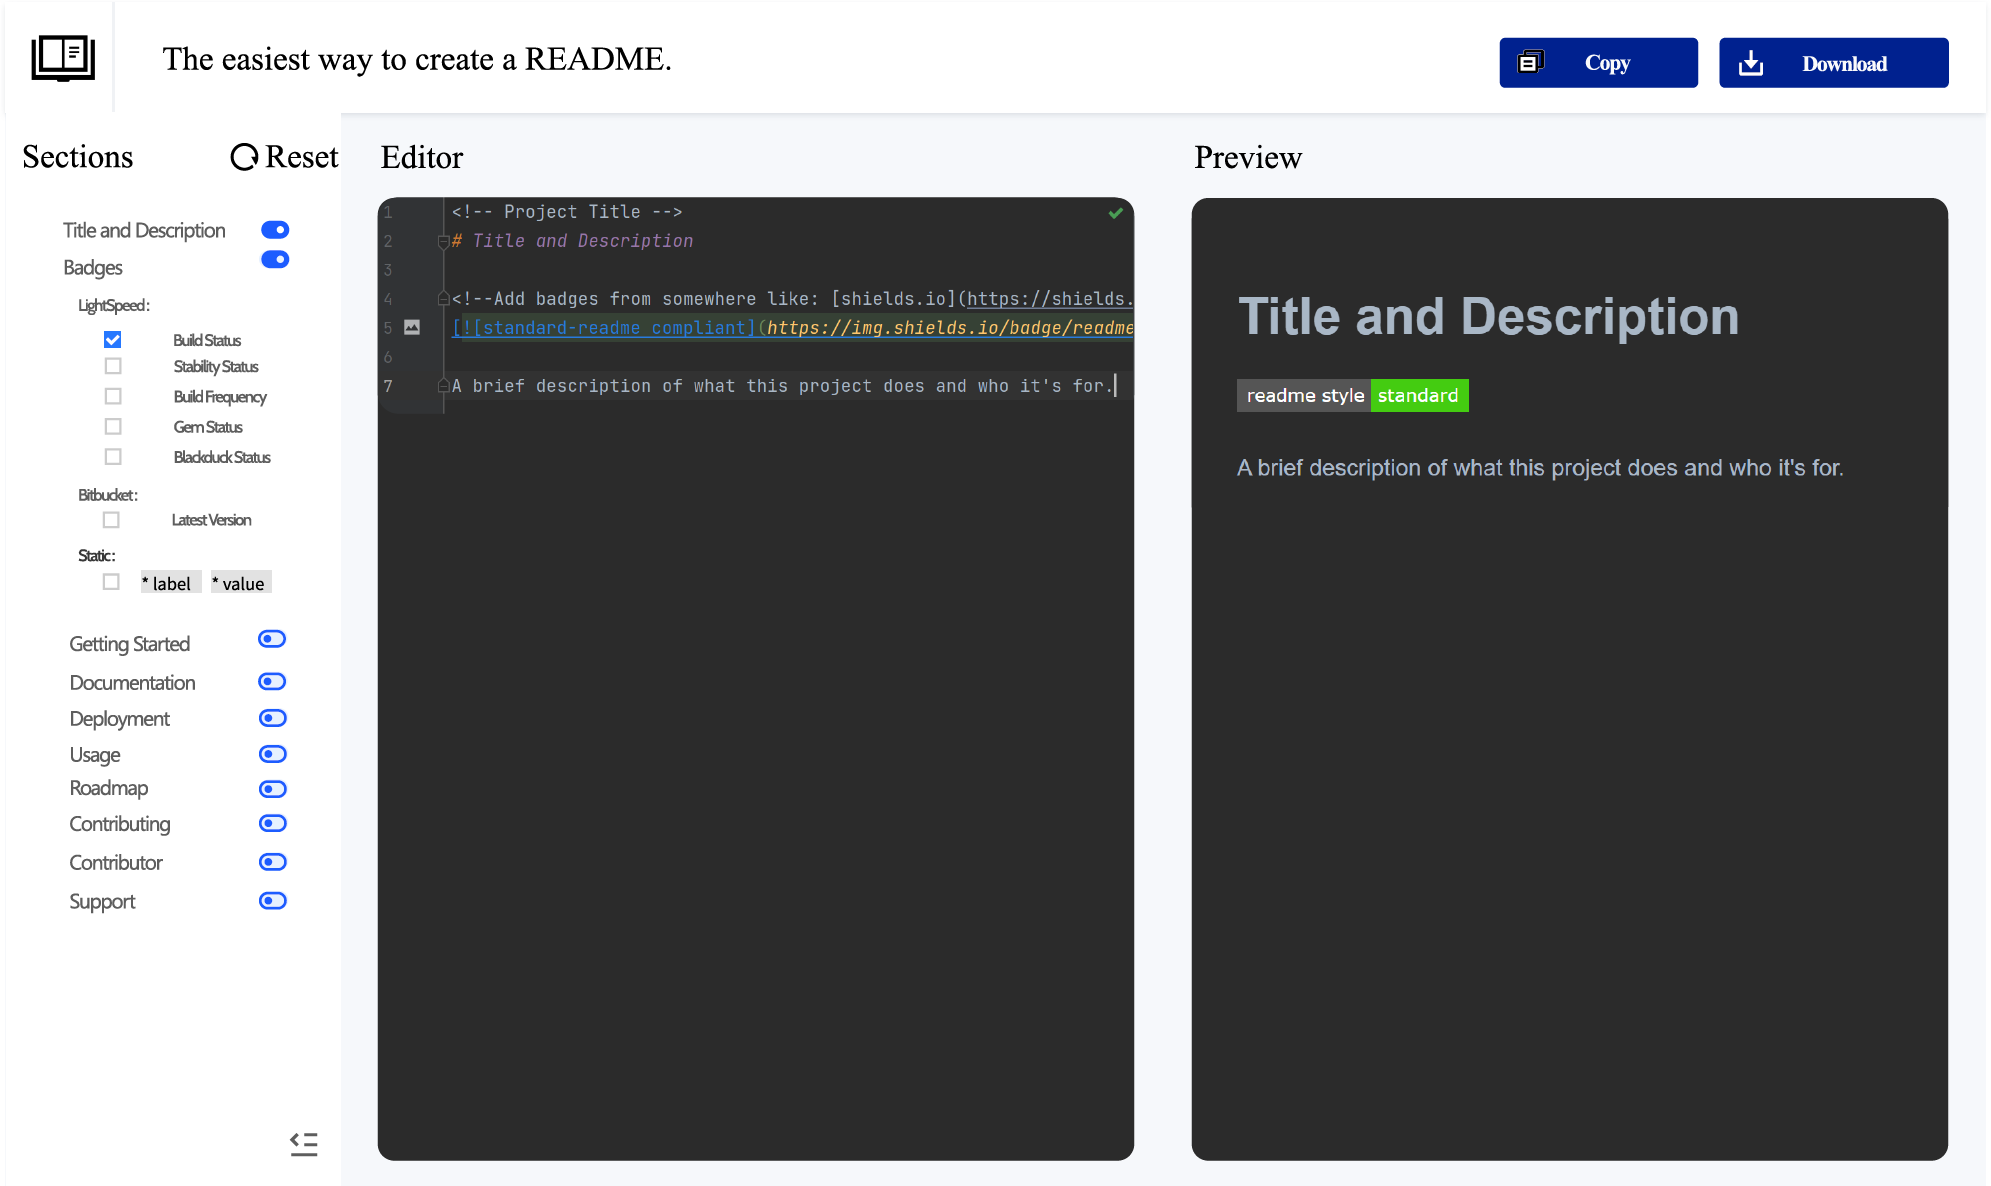 The easiest way to create a README.
Copy
Download
Sections
Reset
Title and Description
Badges
LightSpeed:
Build Status
Stability Status
Build Frequency
Gem Status
Blackduck Status
Bitbucket:
Latest Version
Static:
* label
* value
Getting Started
Documentation
Deployment
Usage
Roadmap
Contributing
Contributor
Support
Editor
1 <!-- Project Title -->
2 # Title and Description
3
4 <!--Add badges from somewhere like: [shields.io](https://shields.
5 [![standard-readme compliant](https://img.shields.io/badge/readme
6
7 A brief description of what this project does and who it's for.
Preview
Title and Description
readme style standard
A brief description of what this project does and who it's for.